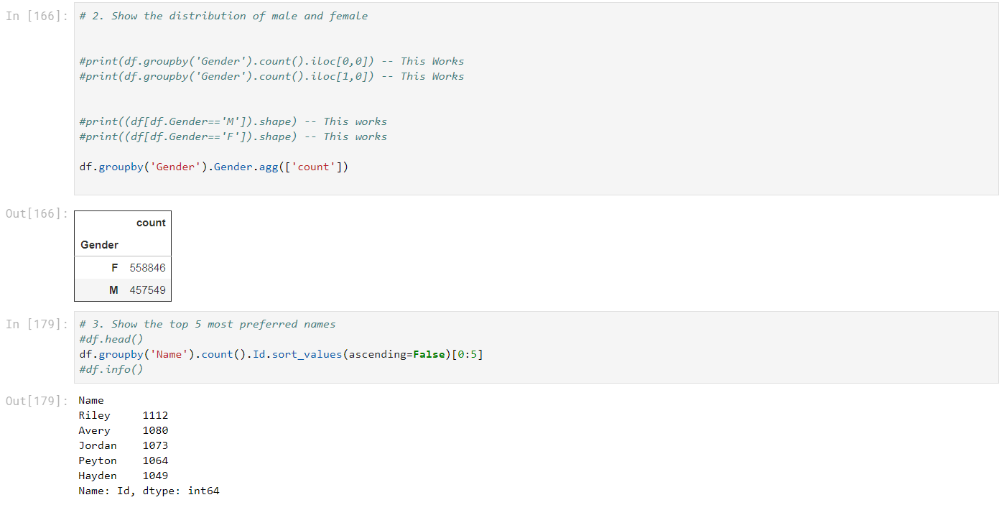 In [166]:
# 2. Show the distribution of male and female
#print(df.groupby('Gender').count().iloc[0,0]) -- This Works
#print(df.groupby('Gender').count().iloc[1,0]) -- This Works
#print((df[df.Gender=='M']).shape) -- This works
#print((df[df.Gender=='F']).shape) -- This works
df.groupby('Gender').Gender.agg(['count'])
Out[166]:
count
Gender
F 558846
M 457549
In [179]:
# 3. Show the top 5 most preferred names
#df.head()
df.groupby('Name').count().Id.sort_values(ascending=False)[0:5]
#df.info()
Out[179]:
Name
Riley 1112
Avery 1080
Jordan 1073
Peyton 1064
Hayden 1049
Name: Id, dtype: int64